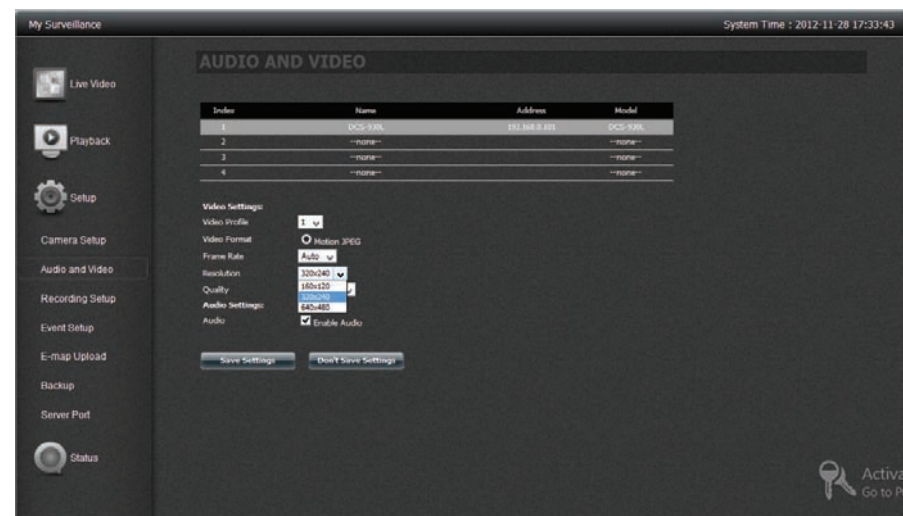 My Surveillance
System Time : 2012-11-28 17:33:43
AUDIO AND VIDEO
Live Video
Playback
Setup
Camera Setup
Audio and Video
Recording Setup
Event Setup
E-map Upload
Backup
Server Port
Status
Index Name Address Model
1 DCS-930L 192.168.0.101 DCS-930L
2 --none-- --none--
3 --none-- --none--
4 --none-- --none--
Video Settings:
Video Profile 1
Video Format Motion JPEG
Frame Rate Auto
Resolution 320x240
160x120
Quality
320x240
Audio Settings: 640x480
Audio Enable Audio
Save Settings Don't Save Settings
Activa
Go to P